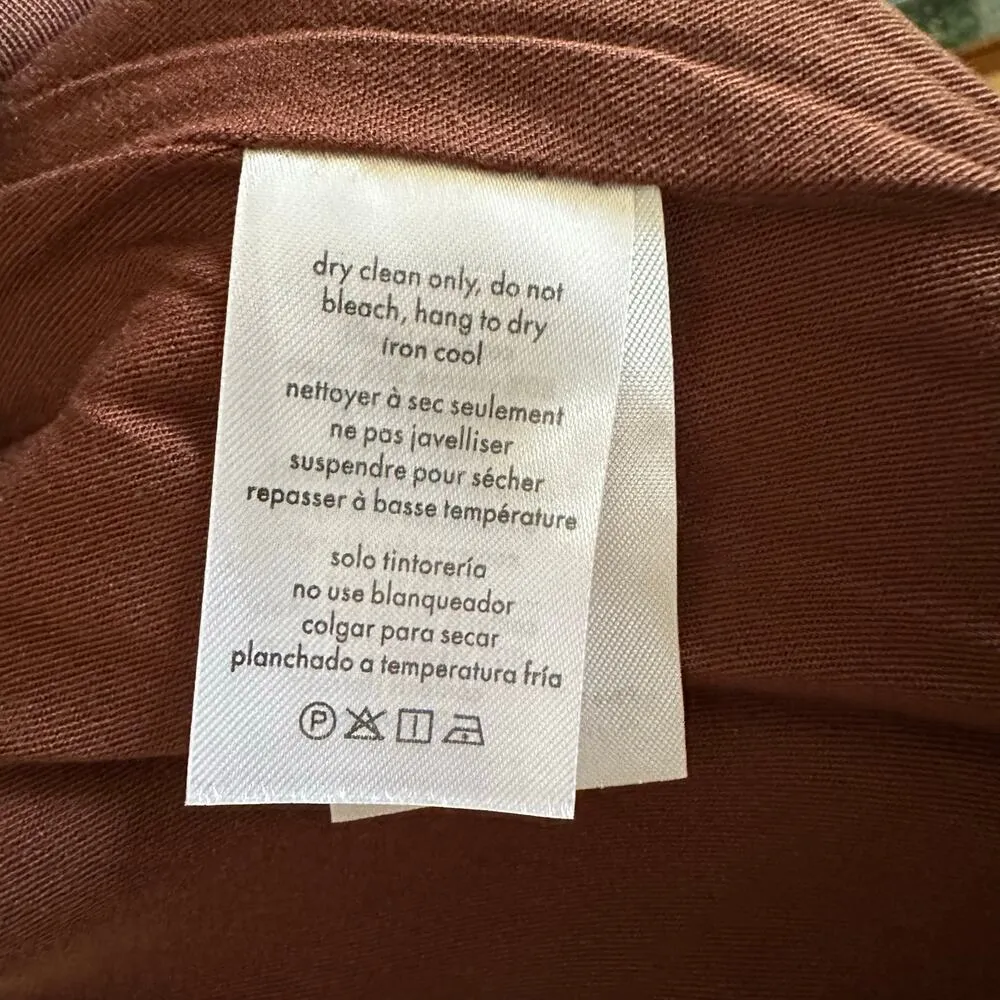 dry clean only, do not
bleach, hang to dry
iron cool
nettoyer à sec seulement
ne pas javelliser
suspendre pour sécher
repasser à basse température
solo tintorería
no use blanqueador
colgar para secar
planchado a temperatura fría
P